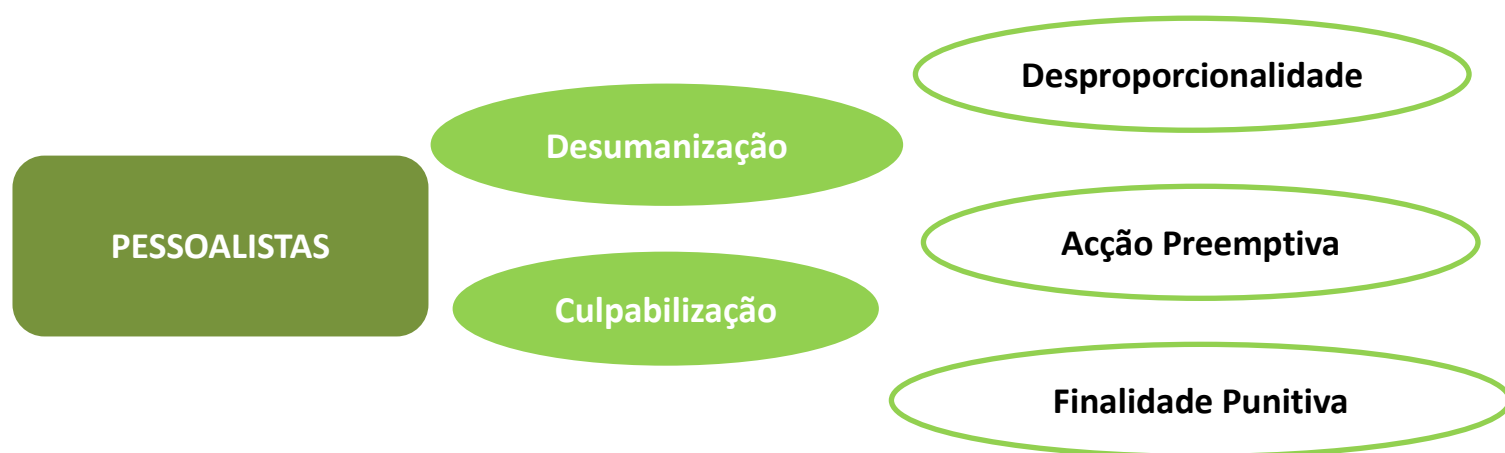 PESSOALISTAS
Desumanização
Culpabilização
Desproporcionalidade
Acção Preemptiva
Finalidade Punitiva